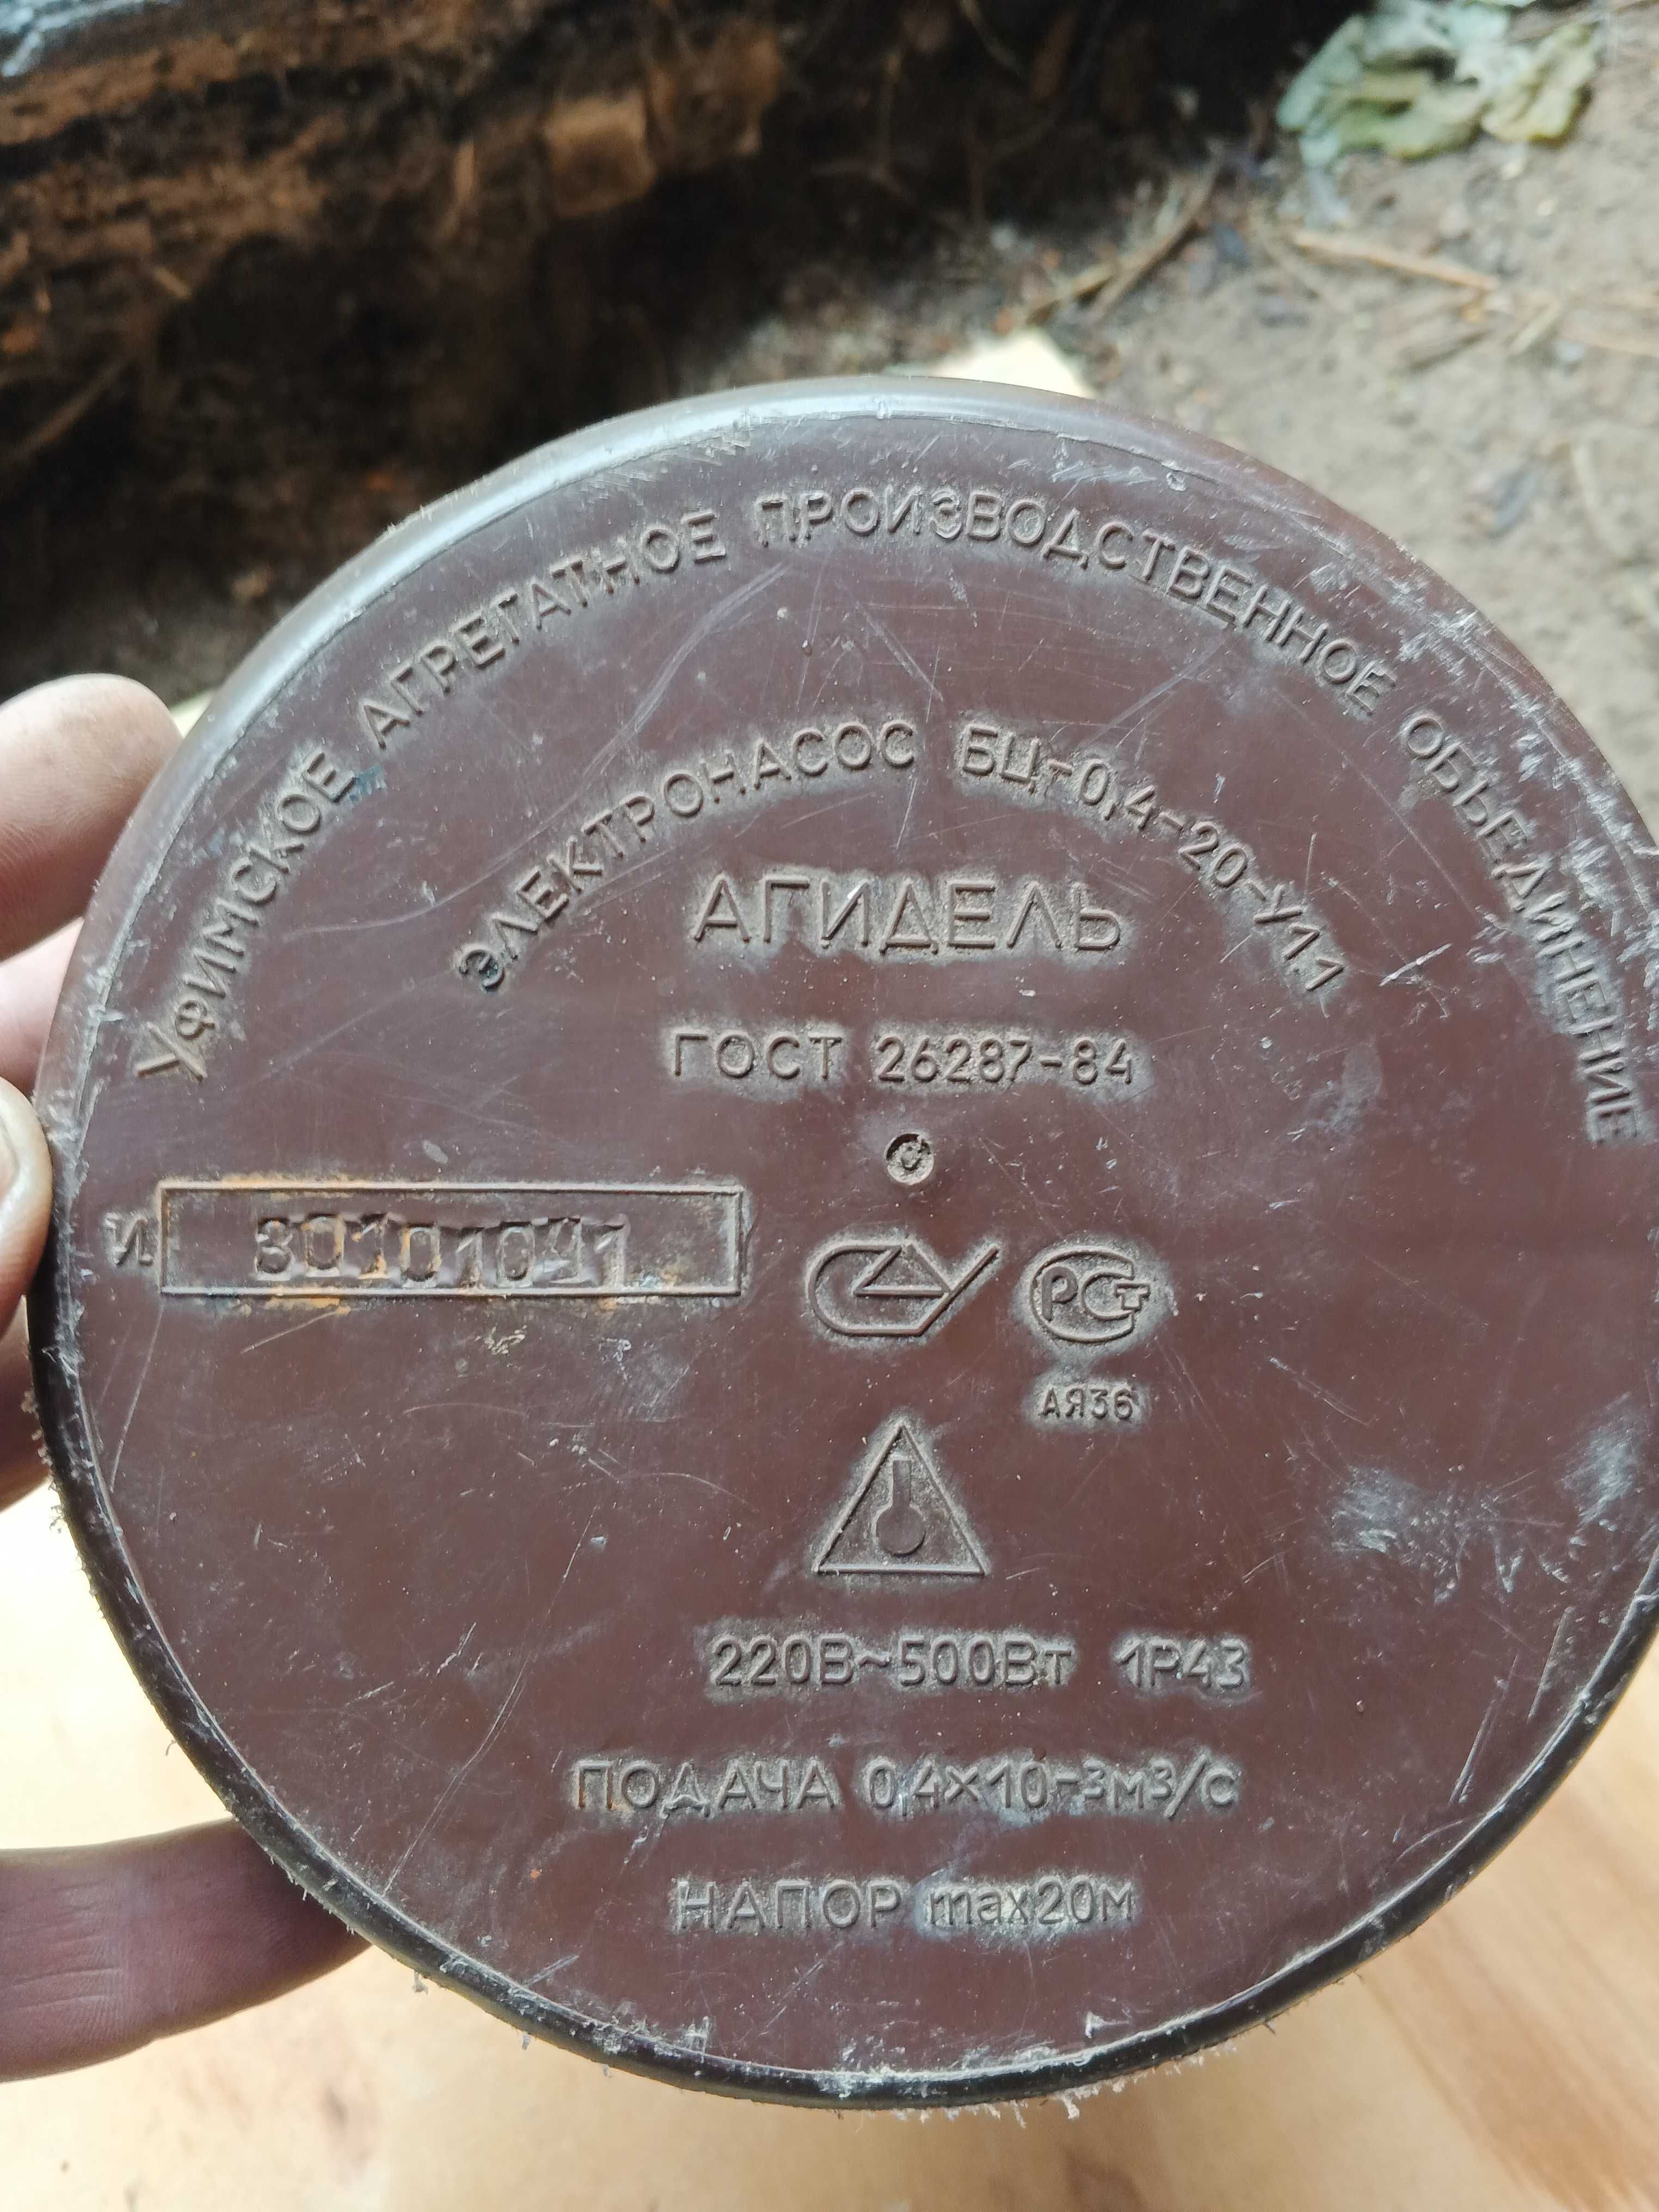 УФИМСКОЕ АГРЕГАТНОЕ ПРОИЗВОДСТВЕННОЕ ОБЪЕДИНЕНИЕ
ЭЛЕКТРОНАСОС БЦ-0,4-20-У1.1
АГИДЕЛЬ
ГОСТ 26287-84
И
РСТ
АЯ36
220В~500Вт 1Р43
ПОДАЧА 0,4×10-3м3/с
НАПОР max20м